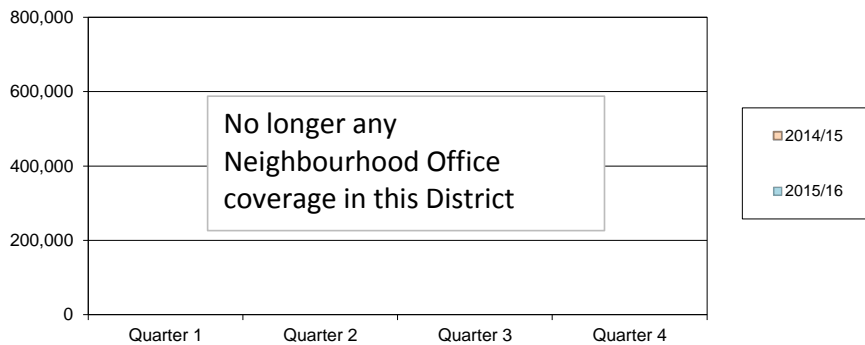 800,000
600,000
400,000
200,000
0
No longer any
Neighbourhood Office
coverage in this District
Quarter 1 Quarter 2 Quarter 3 Quarter 4
2014/15
2015/16